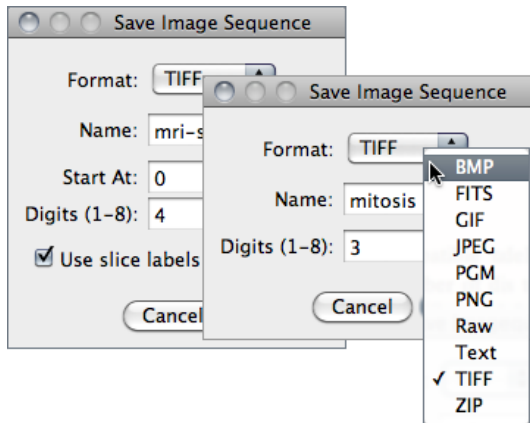 Save Image Sequence
Format: TIFF
Name: mri-s
Start At: 0
Digits (1-8): 4
Use slice labels
Cancel
Save Image Sequence
Format: TIFF
Name: mitosis
Digits (1-8): 3
Cancel
BMP
FITS
GIF
JPEG
PGM
PNG
Raw
Text
✓ TIFF
ZIP